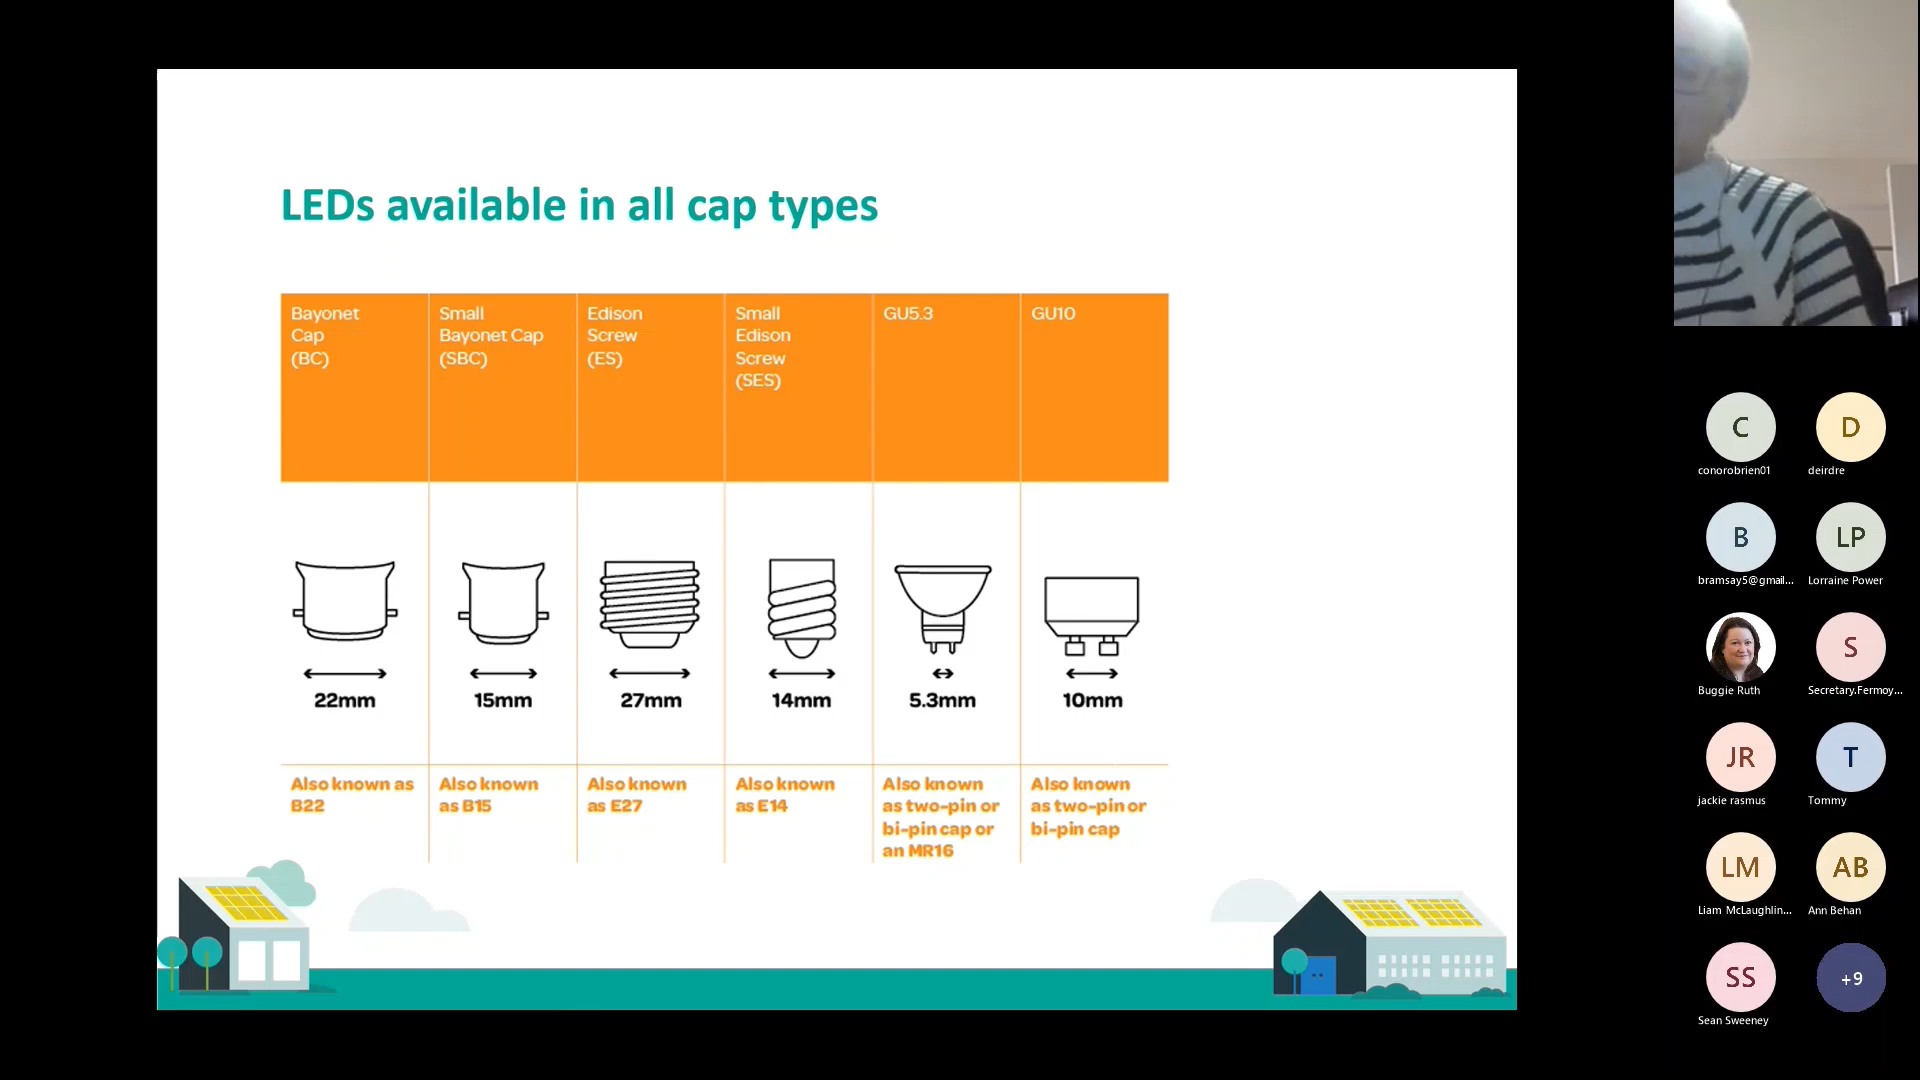 LEDs available in all cap types
Bayonet
Cap
(BC)
Small
Bayonet Cap
(SBC)
Edison
Screw
(ES)
Small
Edison
Screw
(SES)
GU5.3
GU10
22mm
15mm
27mm
14mm
5.3mm
10mm
Also known as
B22
Also known
as B15
Also known
as E27
Also known
as E14
Also known
as two-pin or
bi-pin cap or
an MR16
Also known
as two-pin or
bi-pin cap
C
conorobrien01
D
deirdre
B
bramsay5@gmail...
LP
Lorraine Power
Buggie Ruth
S
Secretary.Fermoy...
JR
jackie rasmus
T
Tommy
LM
Liam McLaughlin...
AB
Ann Behan
SS
Sean Sweeney
+9